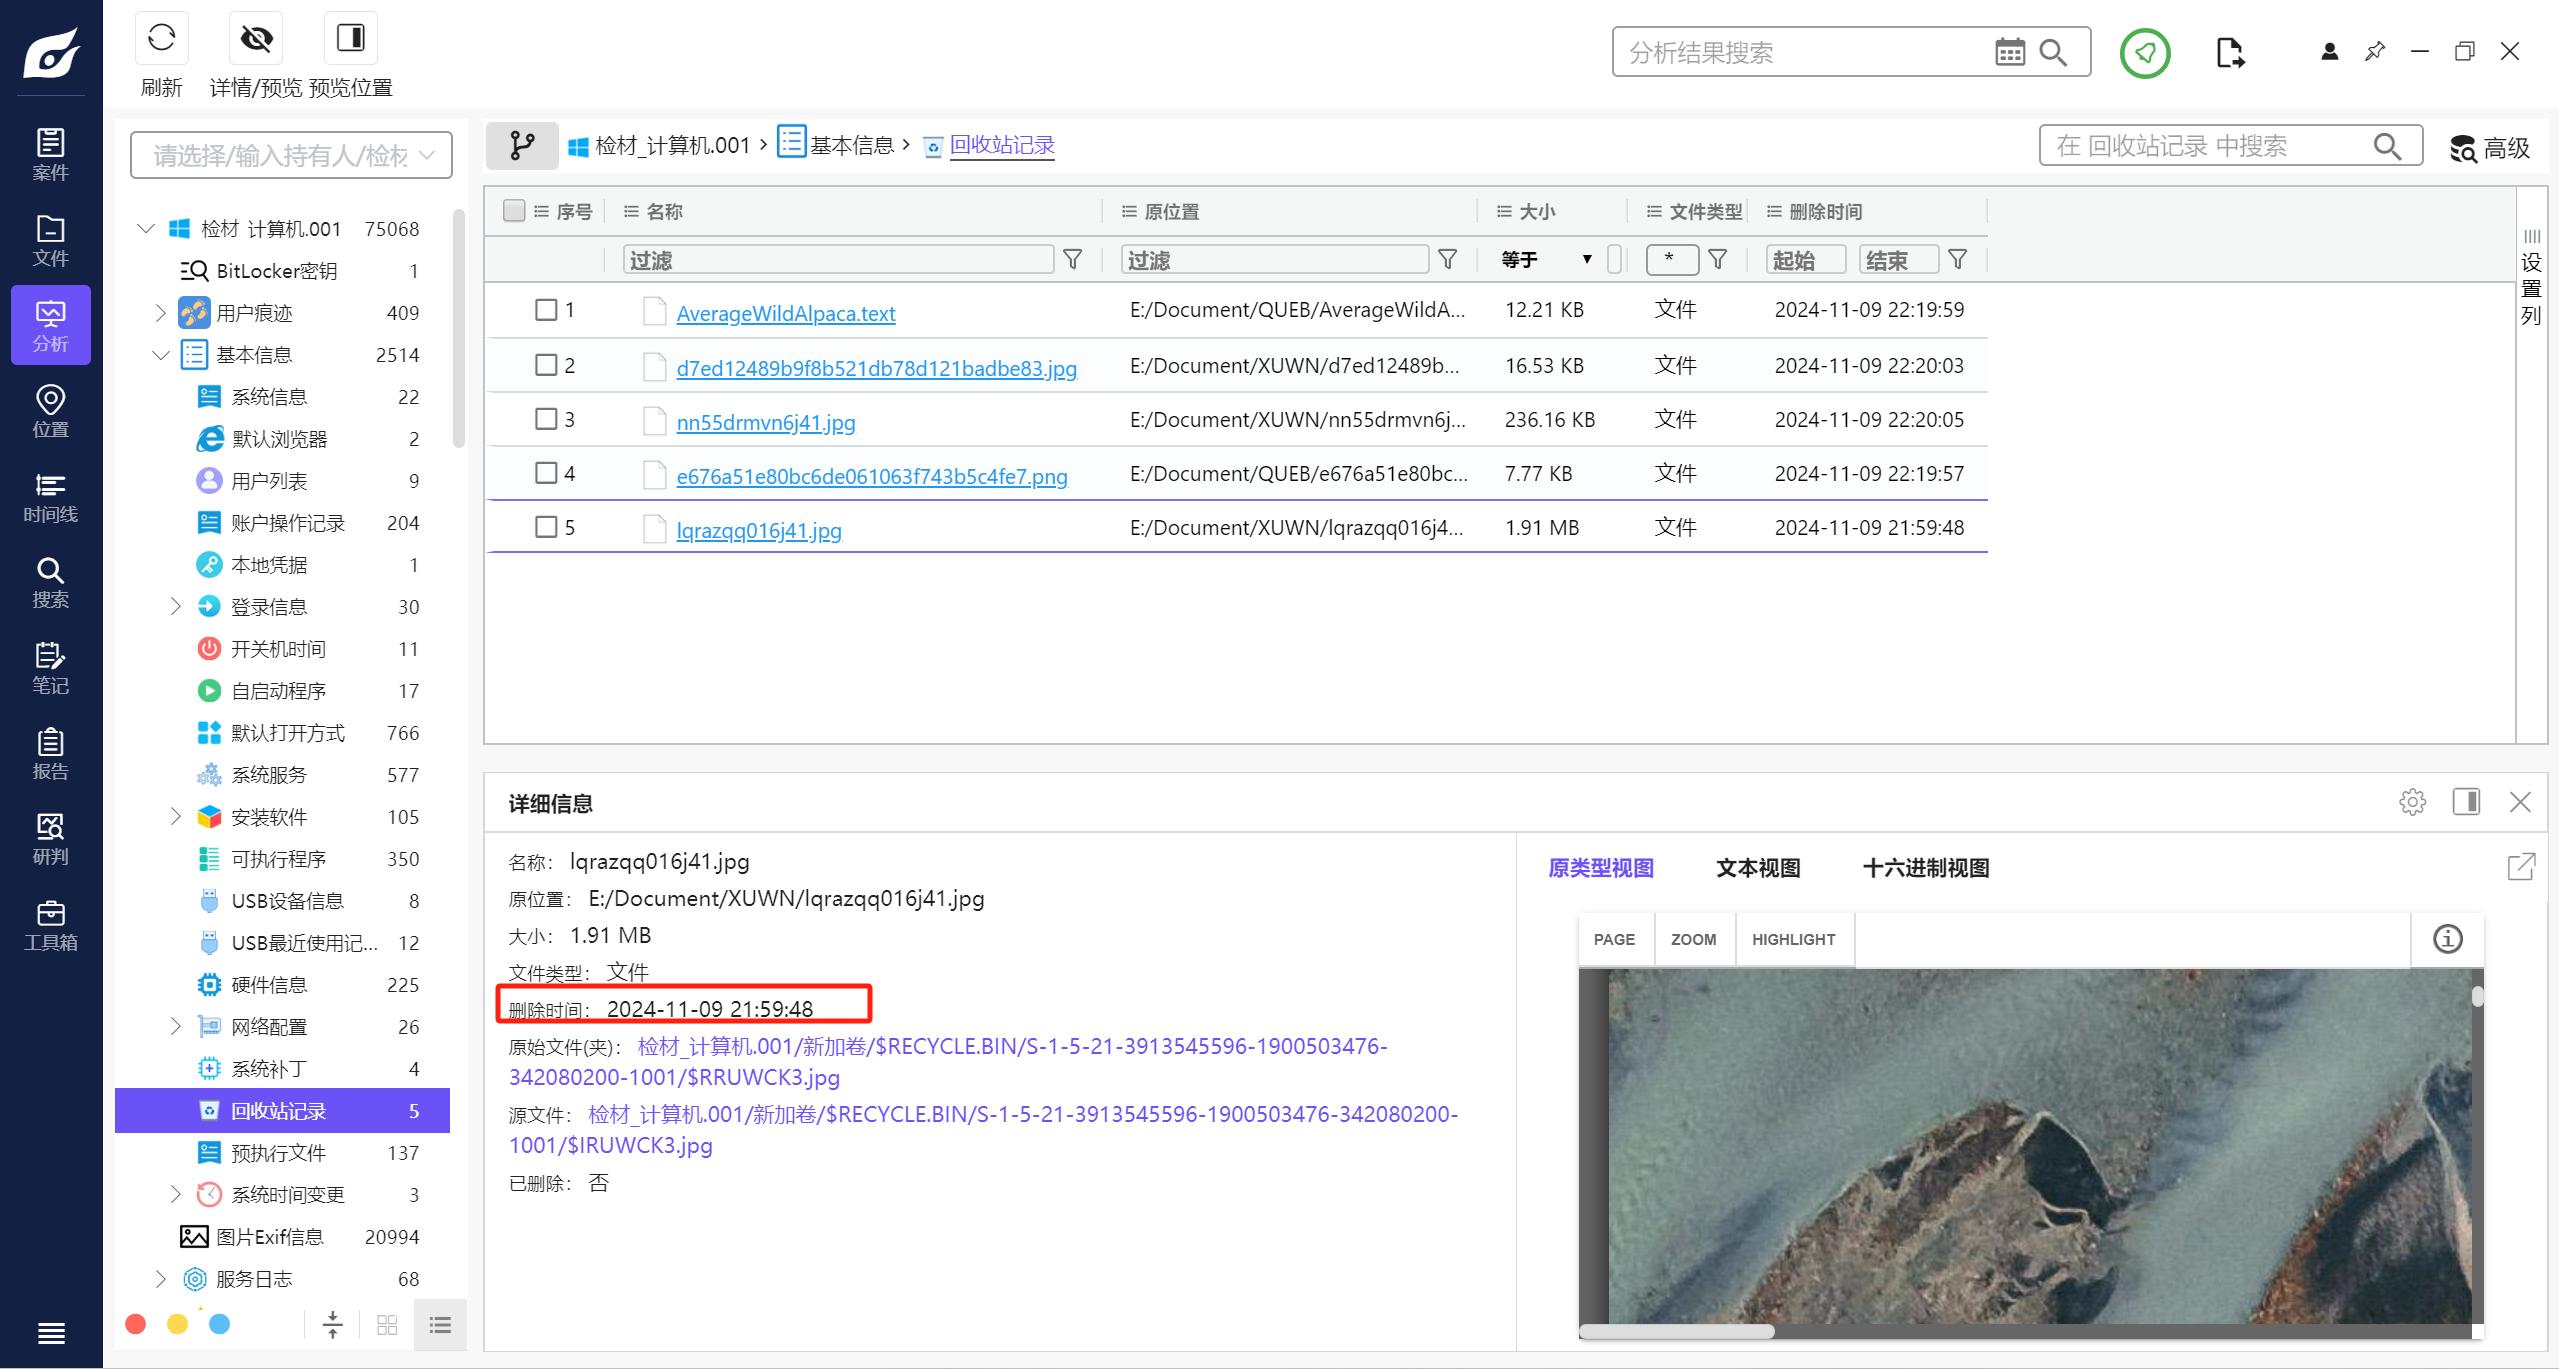 刷新
详情/预览
预览位置
分析结果搜索
案件
文件
分析
位置
时间线
搜索
笔记
报告
研判
工具箱
请选择/输入持有人/检材
检材_计算机.001 75068
BitLocker密钥 1
用户痕迹 409
基本信息 2514
系统信息 22
默认浏览器 2
用户列表 9
账户操作记录 204
本地凭据 1
登录信息 30
开关机时间 11
自启动程序 17
默认打开方式 766
系统服务 577
安装软件 105
可执行程序 350
USB设备信息 8
USB最近使用记... 12
硬件信息 225
网络配置 26
系统补丁 4
回收站记录 5
预执行文件 137
系统时间变更 3
图片Exif信息 20994
服务日志 68
检材_计算机.001 › 基本信息 › 回收站记录
在 回收站记录 中搜索
高级
序号 名称 原位置 大小 文件类型 删除时间
过滤 过滤 等于 * 起始 结束
1 AverageWildAlpaca.text E:/Document/QUEB/AverageWildA... 12.21 KB 文件 2024-11-09 22:19:59
2 d7ed12489b9f8b521db78d121badbe83.jpg E:/Document/XUWN/d7ed12489b... 16.53 KB 文件 2024-11-09 22:20:03
3 nn55drmvn6j41.jpg E:/Document/XUWN/nn55drmvn6j... 236.16 KB 文件 2024-11-09 22:20:05
4 e676a51e80bc6de061063f743b5c4fe7.png E:/Document/QUEB/e676a51e80bc... 7.77 KB 文件 2024-11-09 22:19:57
5 lqrazqq016j41.jpg E:/Document/XUWN/lqrazqq016j4... 1.91 MB 文件 2024-11-09 21:59:48
设置列
详细信息
名称： lqrazqq016j41.jpg
原位置： E:/Document/XUWN/lqrazqq016j41.jpg
大小： 1.91 MB
文件类型： 文件
删除时间： 2024-11-09 21:59:48
原始文件(夹)： 检材_计算机.001/新加卷/$RECYCLE.BIN/S-1-5-21-3913545596-1900503476-
342080200-1001/$RRUWCK3.jpg
源文件： 检材_计算机.001/新加卷/$RECYCLE.BIN/S-1-5-21-3913545596-1900503476-342080200-
1001/$IRUWCK3.jpg
已删除： 否
原类型视图 文本视图 十六进制视图
PAGE ZOOM HIGHLIGHT